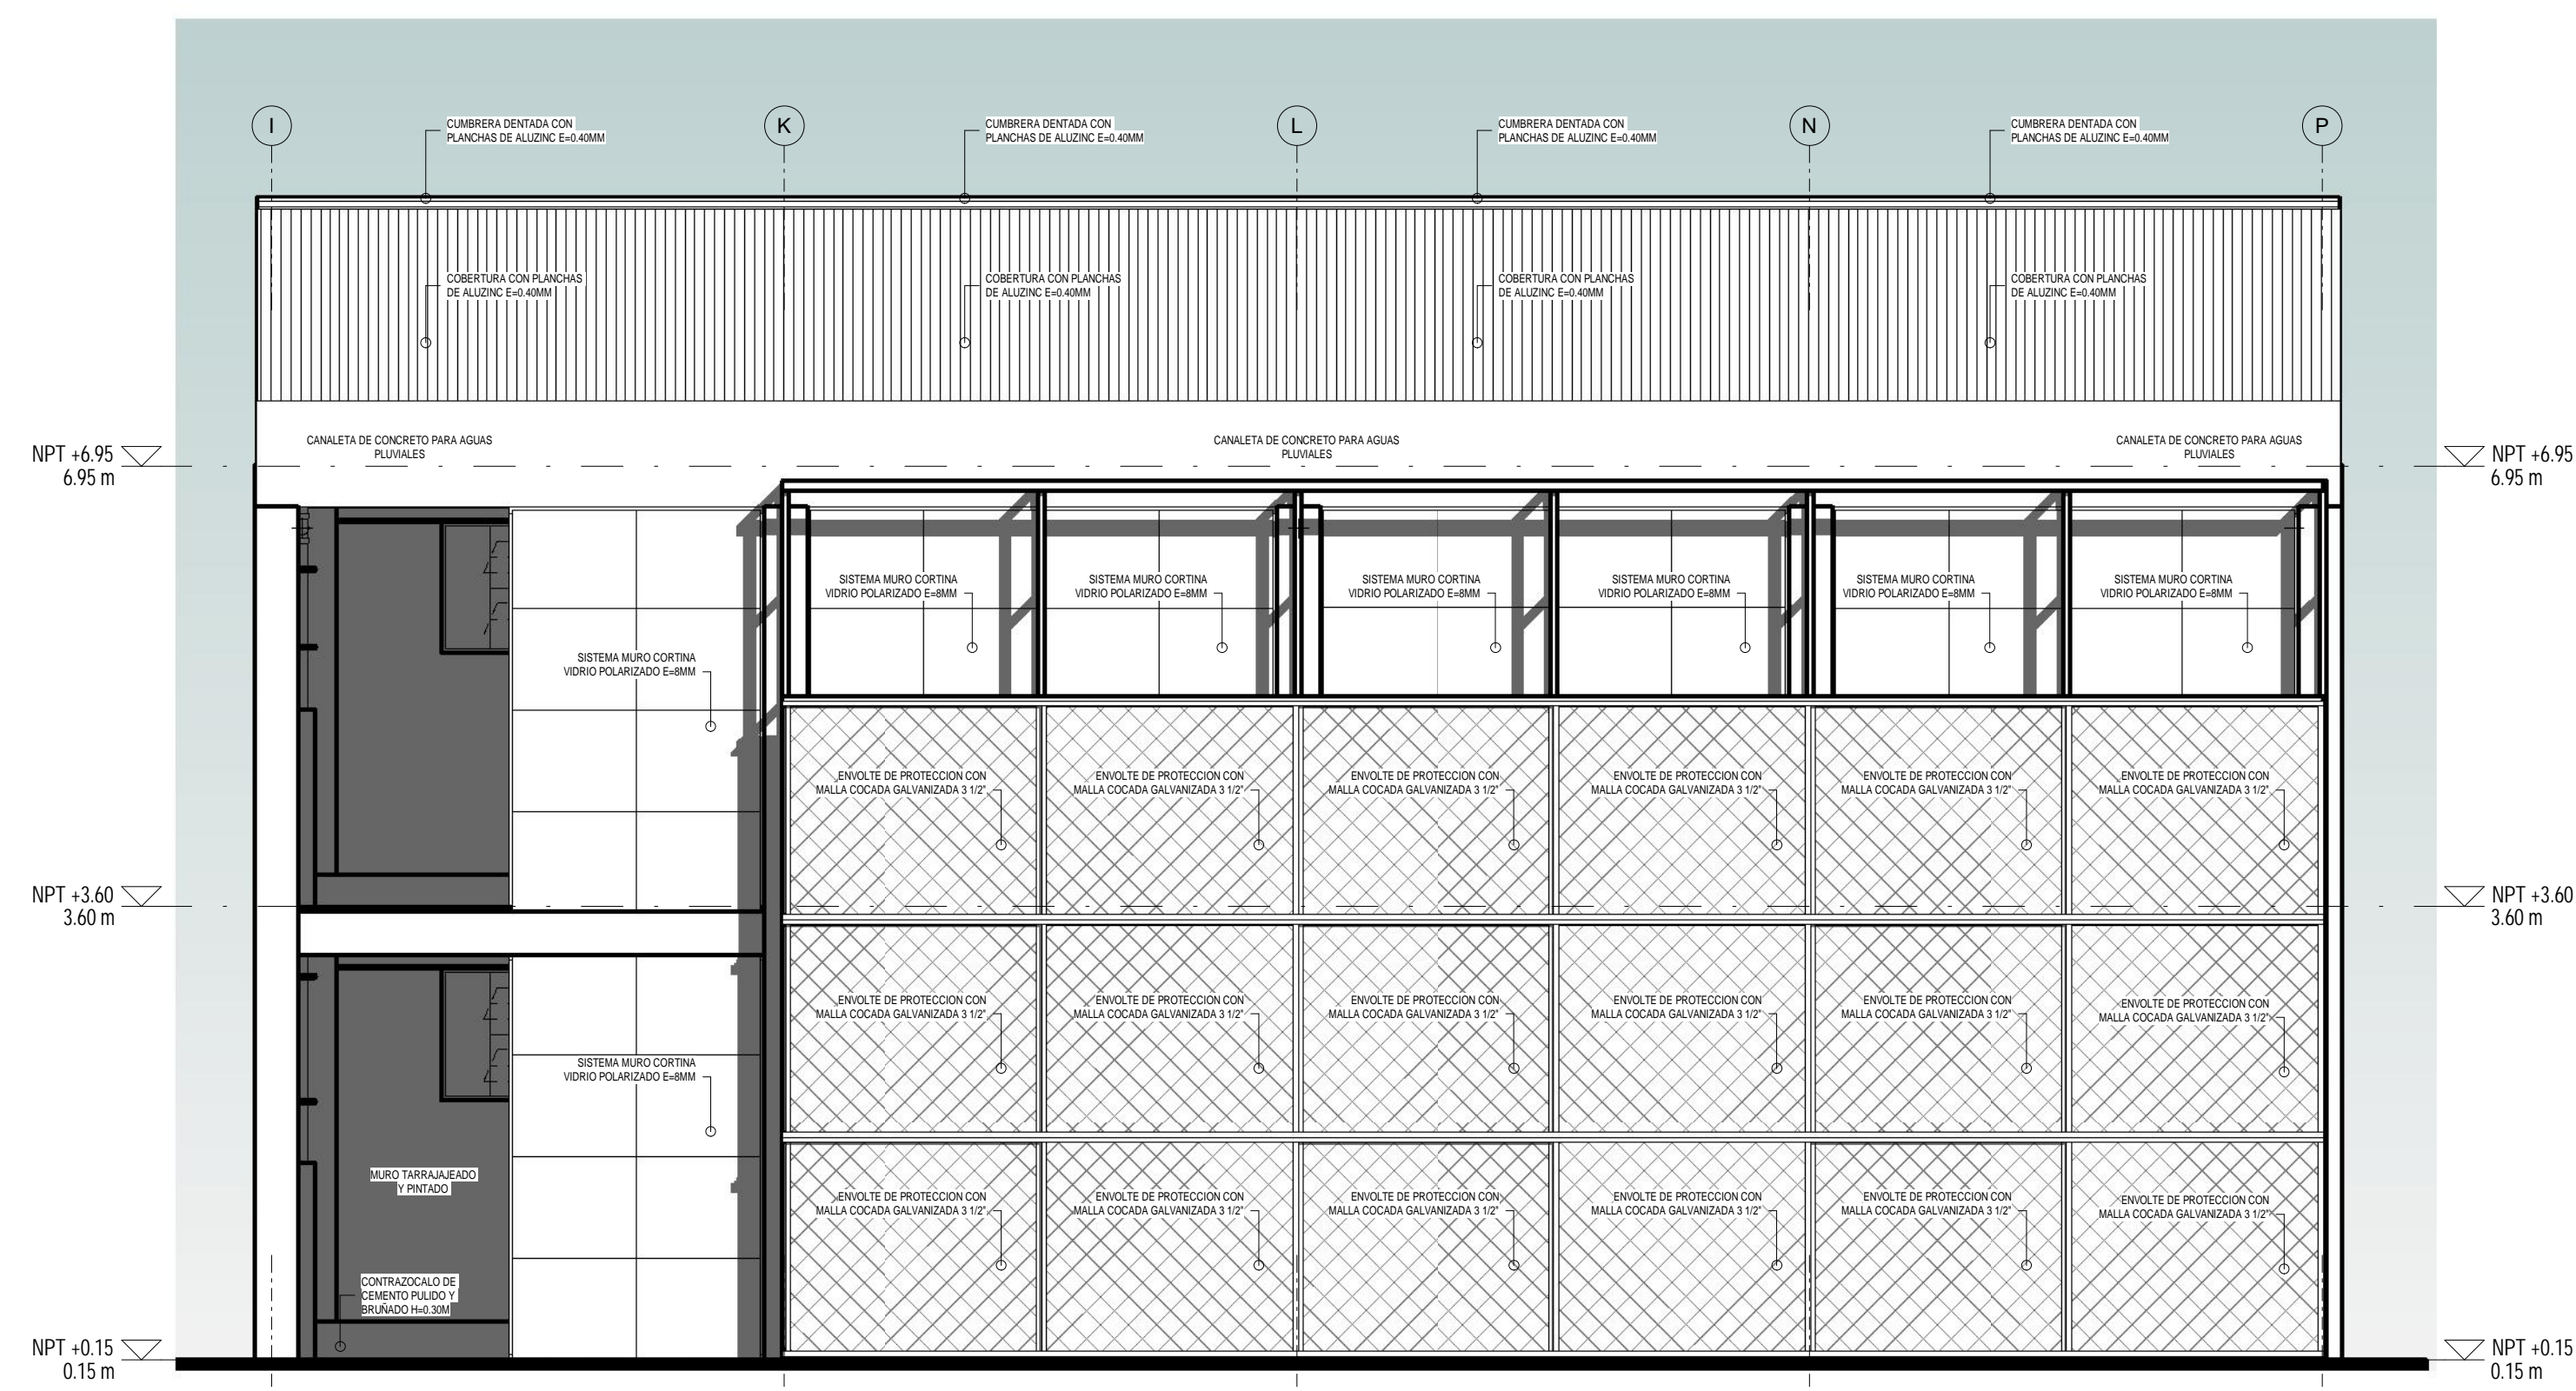 I
K
L
N
P
CUMBRERA DENTADA CON
PLANCHAS DE ALUZINC E=0.40MM
CUMBRERA DENTADA CON
PLANCHAS DE ALUZINC E=0.40MM
CUMBRERA DENTADA CON
PLANCHAS DE ALUZINC E=0.40MM
CUMBRERA DENTADA CON
PLANCHAS DE ALUZINC E=0.40MM
COBERTURA CON PLANCHAS
DE ALUZINC E=0.40MM
COBERTURA CON PLANCHAS
DE ALUZINC E=0.40MM
COBERTURA CON PLANCHAS
DE ALUZINC E=0.40MM
COBERTURA CON PLANCHAS
DE ALUZINC E=0.40MM
CANALETA DE CONCRETO PARA AGUAS
PLUVIALES
CANALETA DE CONCRETO PARA AGUAS
PLUVIALES
CANALETA DE CONCRETO PARA AGUAS
PLUVIALES
NPT +6.95
6.95 m
NPT +6.95
6.95 m
SISTEMA MURO CORTINA
VIDRIO POLARIZADO E=8MM
SISTEMA MURO CORTINA
VIDRIO POLARIZADO E=8MM
SISTEMA MURO CORTINA
VIDRIO POLARIZADO E=8MM
SISTEMA MURO CORTINA
VIDRIO POLARIZADO E=8MM
SISTEMA MURO CORTINA
VIDRIO POLARIZADO E=8MM
SISTEMA MURO CORTINA
VIDRIO POLARIZADO E=8MM
SISTEMA MURO CORTINA
VIDRIO POLARIZADO E=8MM
ENVOLTE DE PROTECCION CON
MALLA COCADA GALVANIZADA 3 1/2"
ENVOLTE DE PROTECCION CON
MALLA COCADA GALVANIZADA 3 1/2"
ENVOLTE DE PROTECCION CON
MALLA COCADA GALVANIZADA 3 1/2"
ENVOLTE DE PROTECCION CON
MALLA COCADA GALVANIZADA 3 1/2"
ENVOLTE DE PROTECCION CON
MALLA COCADA GALVANIZADA 3 1/2"
ENVOLTE DE PROTECCION CON
MALLA COCADA GALVANIZADA 3 1/2"
NPT +3.60
3.60 m
NPT +3.60
3.60 m
ENVOLTE DE PROTECCION CON
MALLA COCADA GALVANIZADA 3 1/2"
ENVOLTE DE PROTECCION CON
MALLA COCADA GALVANIZADA 3 1/2"
ENVOLTE DE PROTECCION CON
MALLA COCADA GALVANIZADA 3 1/2"
ENVOLTE DE PROTECCION CON
MALLA COCADA GALVANIZADA 3 1/2"
ENVOLTE DE PROTECCION CON
MALLA COCADA GALVANIZADA 3 1/2"
ENVOLTE DE PROTECCION CON
MALLA COCADA GALVANIZADA 3 1/2"
SISTEMA MURO CORTINA
VIDRIO POLARIZADO E=8MM
MURO TARRAJAJEADO
Y PINTADO
ENVOLTE DE PROTECCION CON
MALLA COCADA GALVANIZADA 3 1/2"
ENVOLTE DE PROTECCION CON
MALLA COCADA GALVANIZADA 3 1/2"
ENVOLTE DE PROTECCION CON
MALLA COCADA GALVANIZADA 3 1/2"
ENVOLTE DE PROTECCION CON
MALLA COCADA GALVANIZADA 3 1/2"
ENVOLTE DE PROTECCION CON
MALLA COCADA GALVANIZADA 3 1/2"
ENVOLTE DE PROTECCION CON
MALLA COCADA GALVANIZADA 3 1/2"
CONTRAZOCALO DE
CEMENTO PULIDO Y
BRUÑADO H=0.30M
NPT +0.15
0.15 m
NPT +0.15
0.15 m